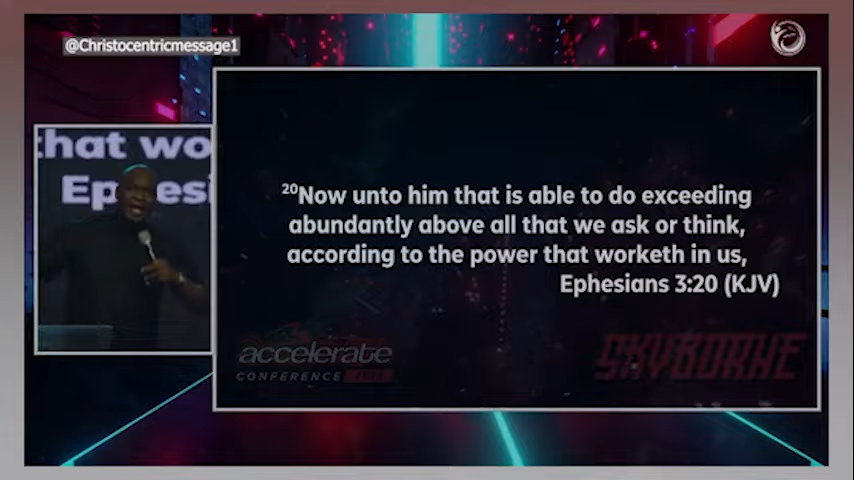 @Christocentricmessage1
that wo
Ephesi
²⁰Now unto him that is able to do exceeding
abundantly above all that we ask or think,
according to the power that worketh in us,
Ephesians 3:20 (KJV)
accelerate
CONFERENCE
SKYBORNE